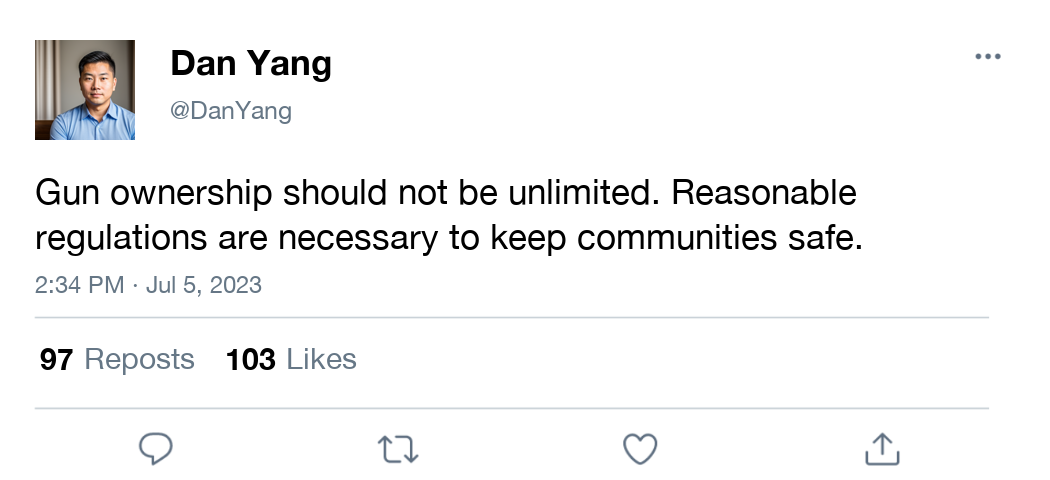 Dan Yang
@DanYang
Gun ownership should not be unlimited. Reasonable
regulations are necessary to keep communities safe.
2:34 PM · Jul 5, 2023
97 Reposts 103 Likes